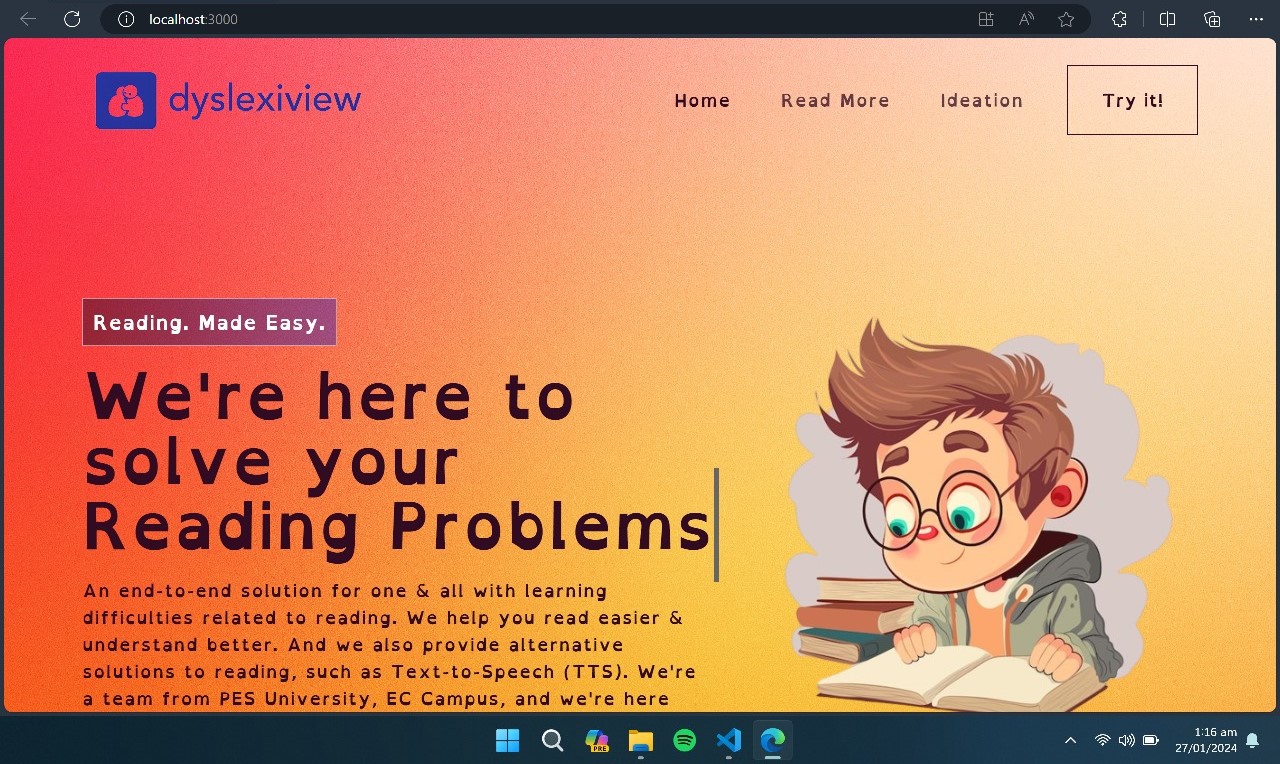 localhost:3000
dyslexiview
Home Read More Ideation Try it!
Reading. Made Easy.
We're here to
solve your
Reading Problems
An end-to-end solution for one & all with learning
difficulties related to reading. We help you read easier &
understand better. And we also provide alternative
solutions to reading, such as Text-to-Speech (TTS). We're
a team from PES University, EC Campus, and we're here
PRE
1:16 am
27/01/2024